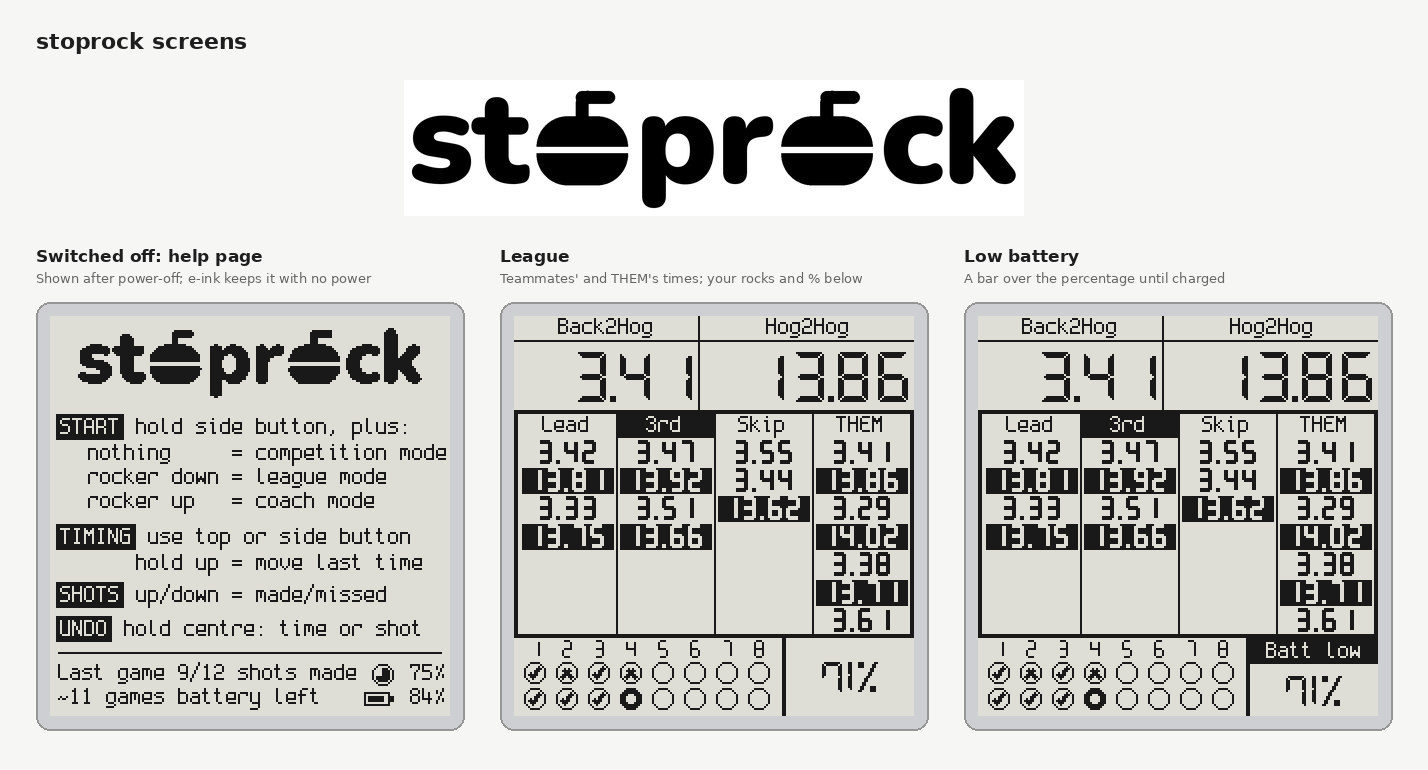 stoprock screens
stoprock
Switched off: help page
Shown after power-off; e-ink keeps it with no power
stoprock
START hold side button, plus:
nothing = competition mode
rocker down = league mode
rocker up = coach mode
TIMING use top or side button
hold up = move last time
SHOTS up/down = made/missed
UNDO hold centre: time or shot
Last game 9/12 shots made 75%
~11 games battery left 84%
League
Teammates' and THEM's times; your rocks and % below
Back2Hog Hog2Hog
3.41 13.86
Lead 3rd Skip THEM
3.42 3.47 3.55 3.41
13.81 13.92 3.44 13.86
3.33 3.51 13.62 3.29
13.75 13.66 14.02
3.38
13.71
3.61
1 2 3 4 5 6 7 8
71%
Low battery
A bar over the percentage until charged
Back2Hog Hog2Hog
3.41 13.86
Lead 3rd Skip THEM
3.42 3.47 3.55 3.41
13.81 13.92 3.44 13.86
3.33 3.51 13.62 3.29
13.75 13.66 14.02
3.38
13.71
3.61
1 2 3 4 5 6 7 8
Batt low
71%